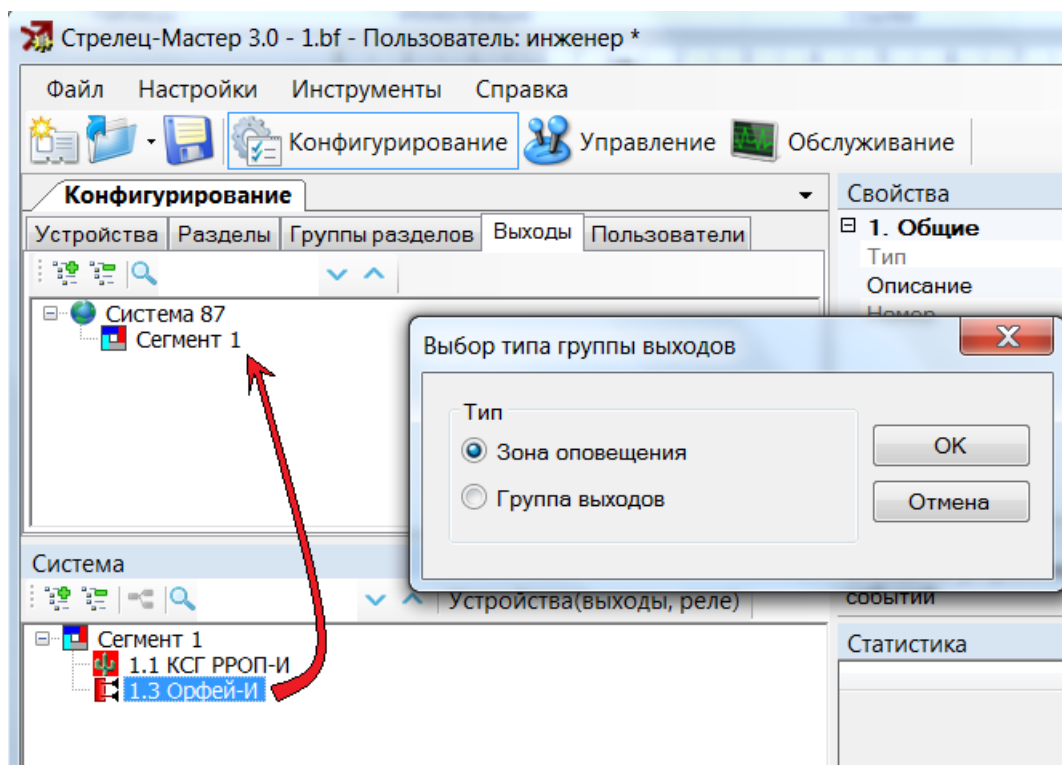 Стрелец-Мастер 3.0 - 1.bf - Пользователь: инженер *
Файл Настройки Инструменты Справка
Конфигурирование Управление Обслуживание
Конфигурирование
Свойства
Устройства Разделы Группы разделов Выходы Пользователи
1. Общие
Тип
Описание
Номер
Система 87
Сегмент 1
Выбор типа группы выходов
Тип
Зона оповещения
Группа выходов
OK
Отмена
Система
Устройства(выходы, реле)
событий
Сегмент 1
1.1 КСГ РРОП-И
1.3 Орфей-И
Статистика